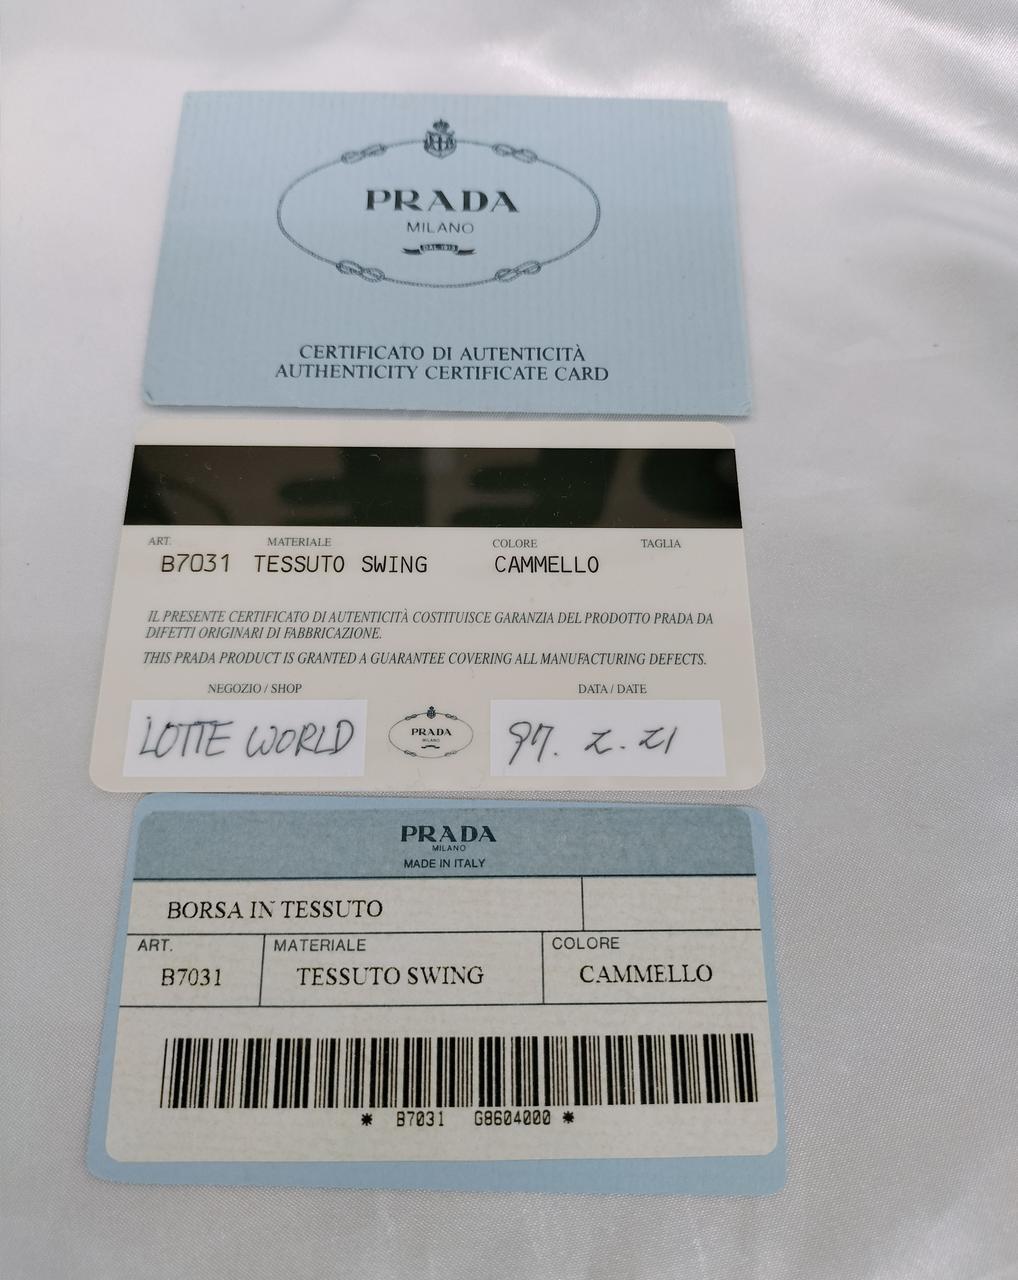 PRADA
MILANO
DAL 1913
CERTIFICATO DI AUTENTICITÀ
AUTHENTICITY CERTIFICATE CARD
ART. MATERIALE COLORE TAGLIA
B7031 TESSUTO SWING CAMMELLO
IL PRESENTE CERTIFICATO DI AUTENTICITÀ COSTITUISCE GARANZIA DEL PRODOTTO PRADA DA
DIFETTI ORIGINARI DI FABBRICAZIONE.
THIS PRADA PRODUCT IS GRANTED A GUARANTEE COVERING ALL MANUFACTURING DEFECTS.
NEGOZIO / SHOP DATA / DATE
LOTTE WORLD 97. 2. 21
PRADA
MILANO
PRADA
MILANO
MADE IN ITALY
BORSA IN TESSUTO
ART. MATERIALE COLORE
B7031 TESSUTO SWING CAMMELLO
* B7031 G8604000 *